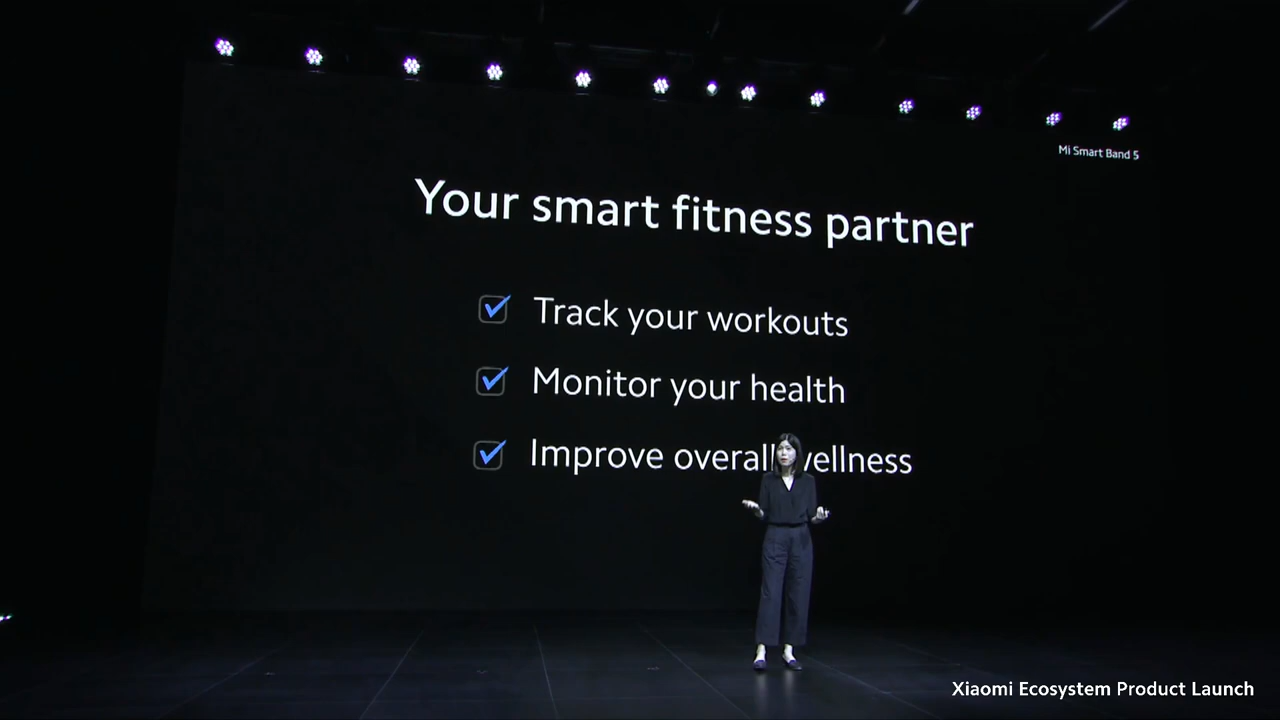 Mi Smart Band 5
Your smart fitness partner
Track your workouts
Monitor your health
Improve overall wellness
Xiaomi Ecosystem Product Launch